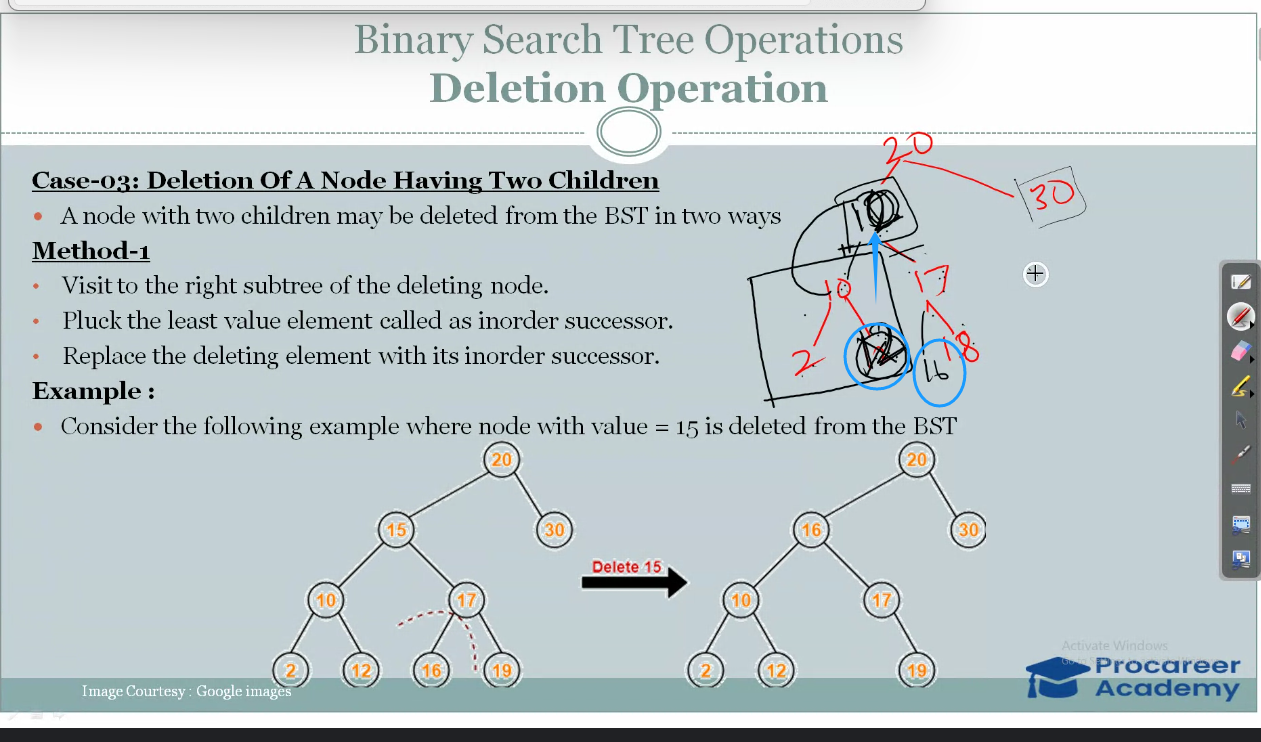 Binary Search Tree Operations
Deletion Operation
Case-03: Deletion Of A Node Having Two Children
• A node with two children may be deleted from the BST in two ways
Method-1
• Visit to the right subtree of the deleting node.
• Pluck the least value element called as inorder successor.
• Replace the deleting element with its inorder successor.
Example :
• Consider the following example where node with value = 15 is deleted from the BST
20
30
10
17
2
16
18
20
15
30
10
17
2
12
16
19
Delete 15
20
16
30
10
17
2
12
19
Activate Windows
Procareer
Academy
Image Courtesy : Google images